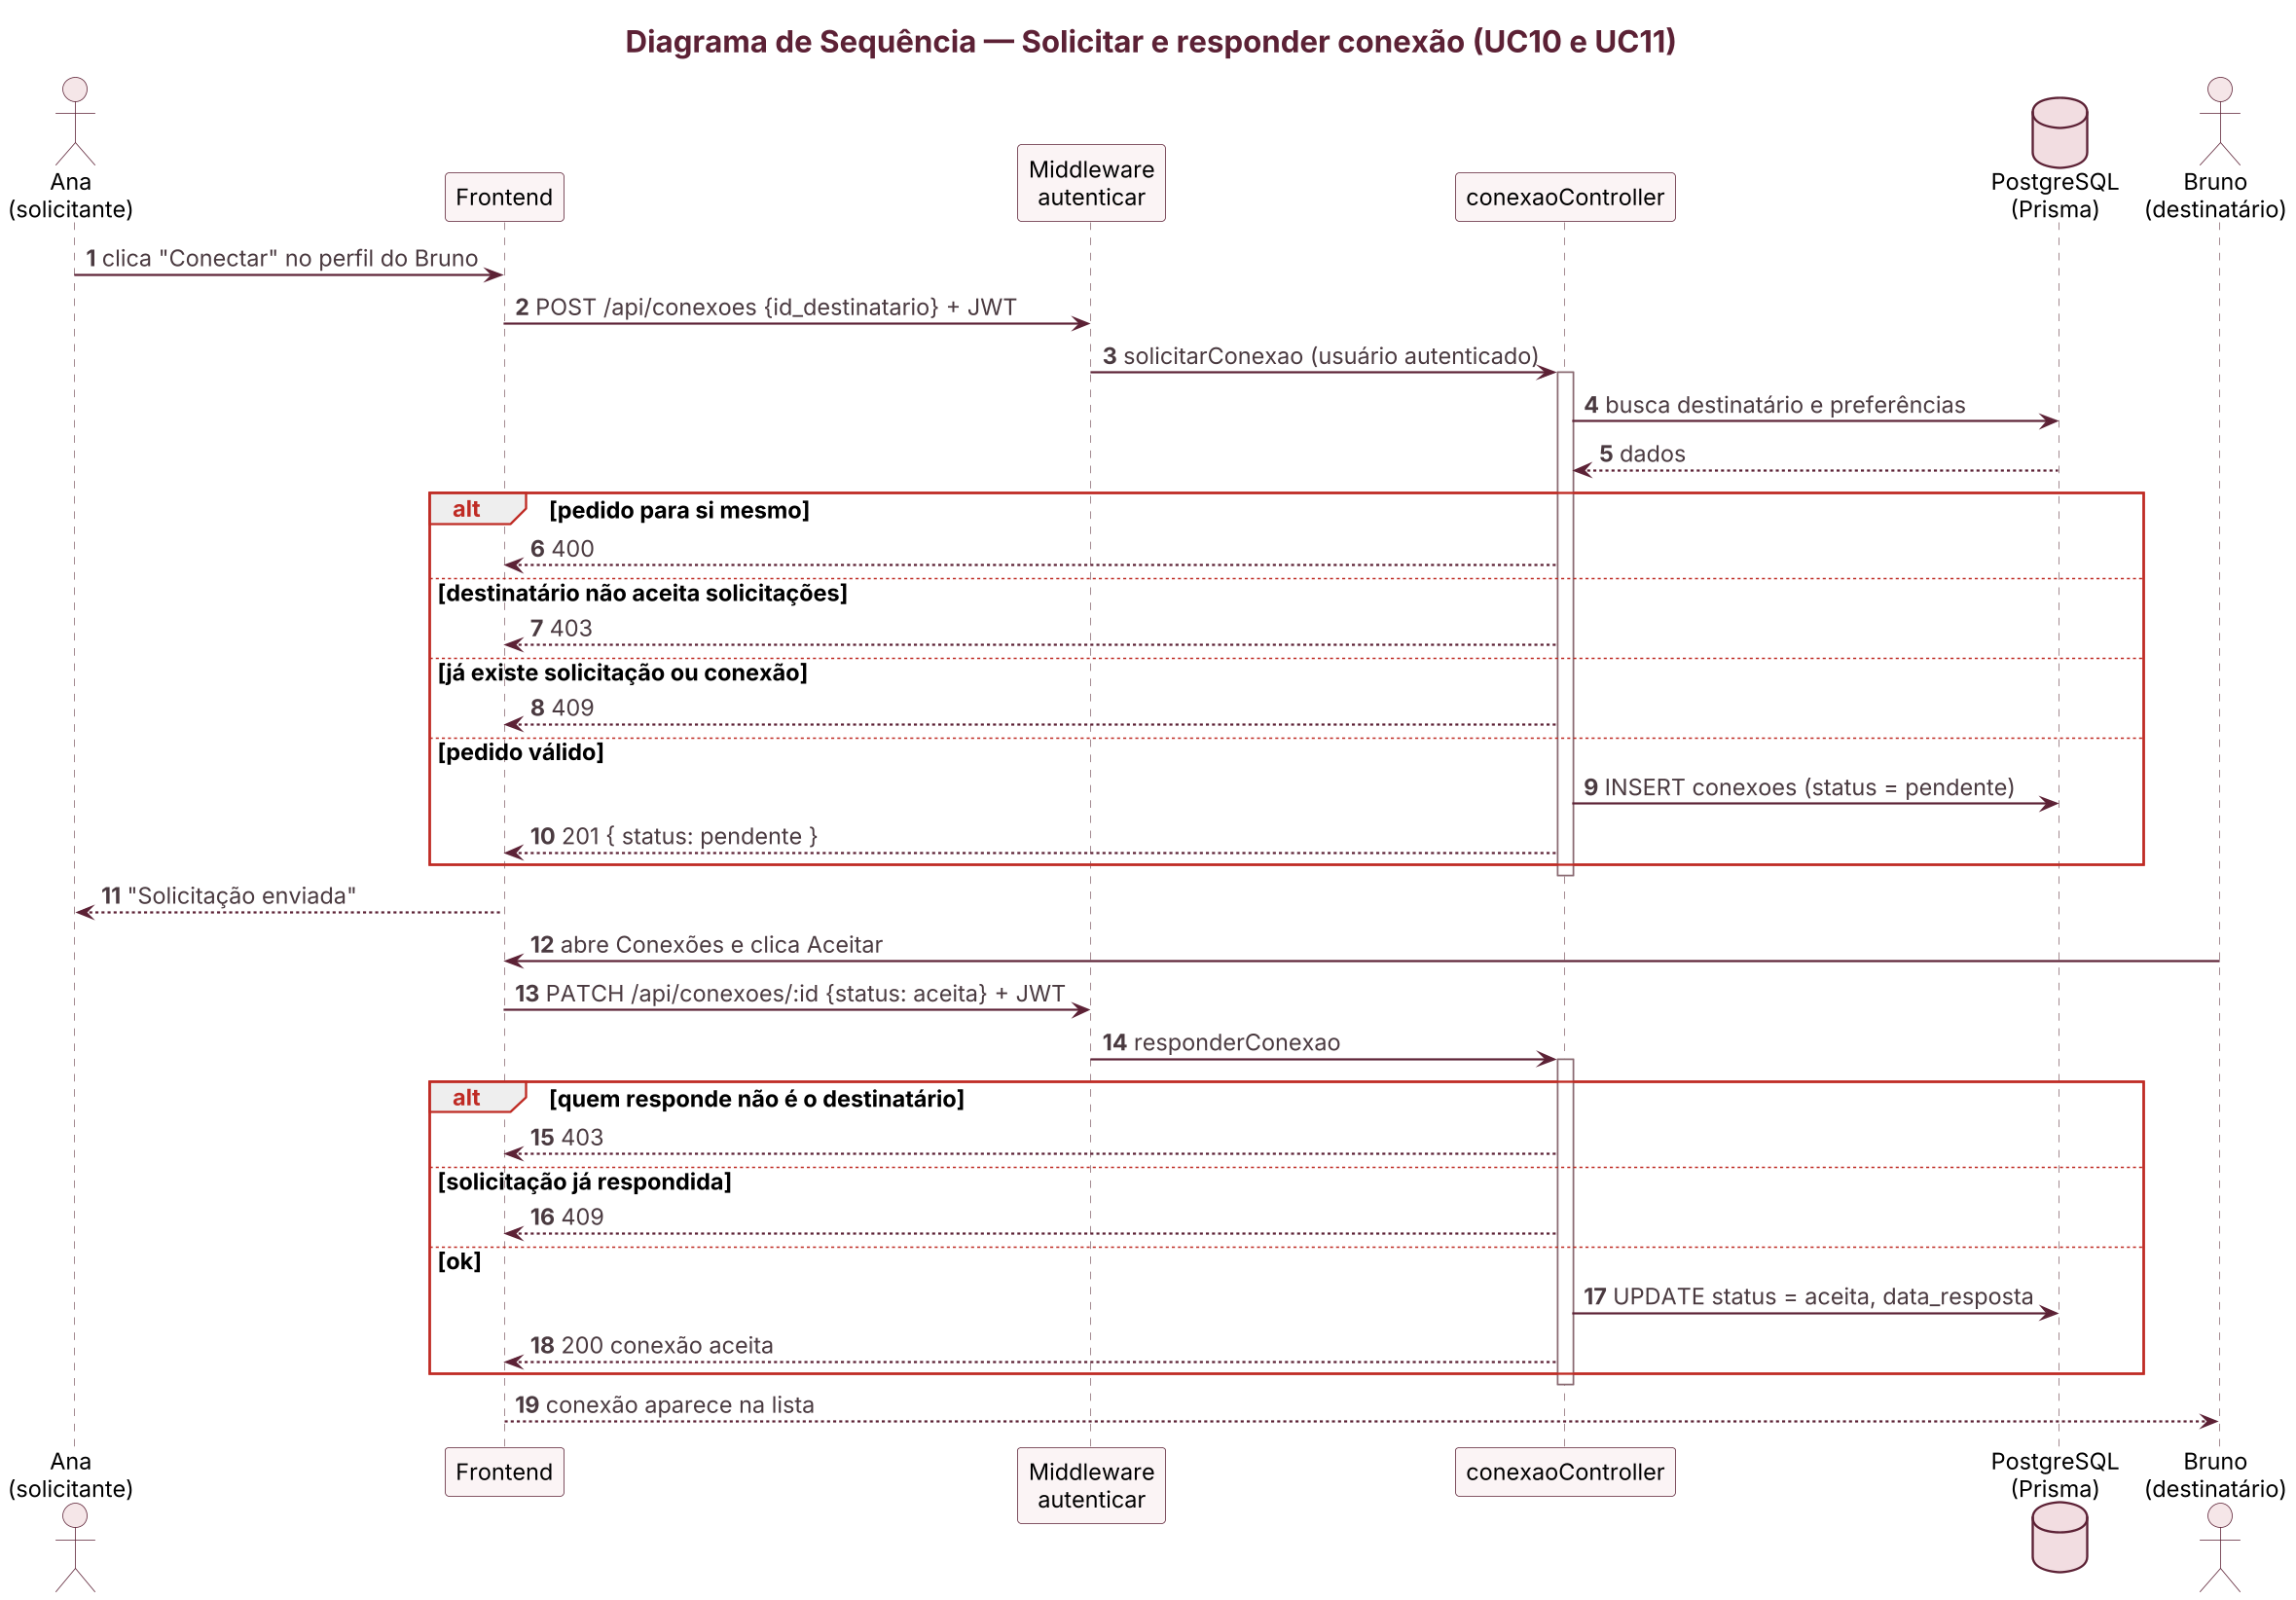 Diagrama de Sequência — Solicitar e responder conexão (UC10 e UC11)
Ana
(solicitante)
Frontend
Middleware
autenticar
conexaoController
PostgreSQL
(Prisma)
Bruno
(destinatário)
1 clica "Conectar" no perfil do Bruno
2 POST /api/conexoes {id_destinatario} + JWT
3 solicitarConexao (usuário autenticado)
4 busca destinatário e preferências
5 dados
alt [pedido para si mesmo]
6 400
[destinatário não aceita solicitações]
7 403
[já existe solicitação ou conexão]
8 409
[pedido válido]
9 INSERT conexoes (status = pendente)
10 201 { status: pendente }
11 "Solicitação enviada"
12 abre Conexões e clica Aceitar
13 PATCH /api/conexoes/:id {status: aceita} + JWT
14 responderConexao
alt [quem responde não é o destinatário]
15 403
[solicitação já respondida]
16 409
[ok]
17 UPDATE status = aceita, data_resposta
18 200 conexão aceita
19 conexão aparece na lista
Ana
(solicitante)
Frontend
Middleware
autenticar
conexaoController
PostgreSQL
(Prisma)
Bruno
(destinatário)